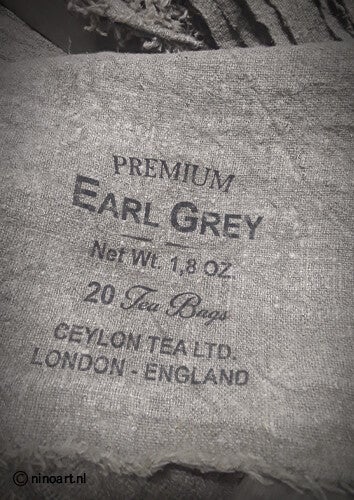 PREMIUM
EARL GREY
Net Wt. 1,8 OZ.
20 Tea Bags
CEYLON TEA LTD.
LONDON - ENGLAND
© ninoart.nl